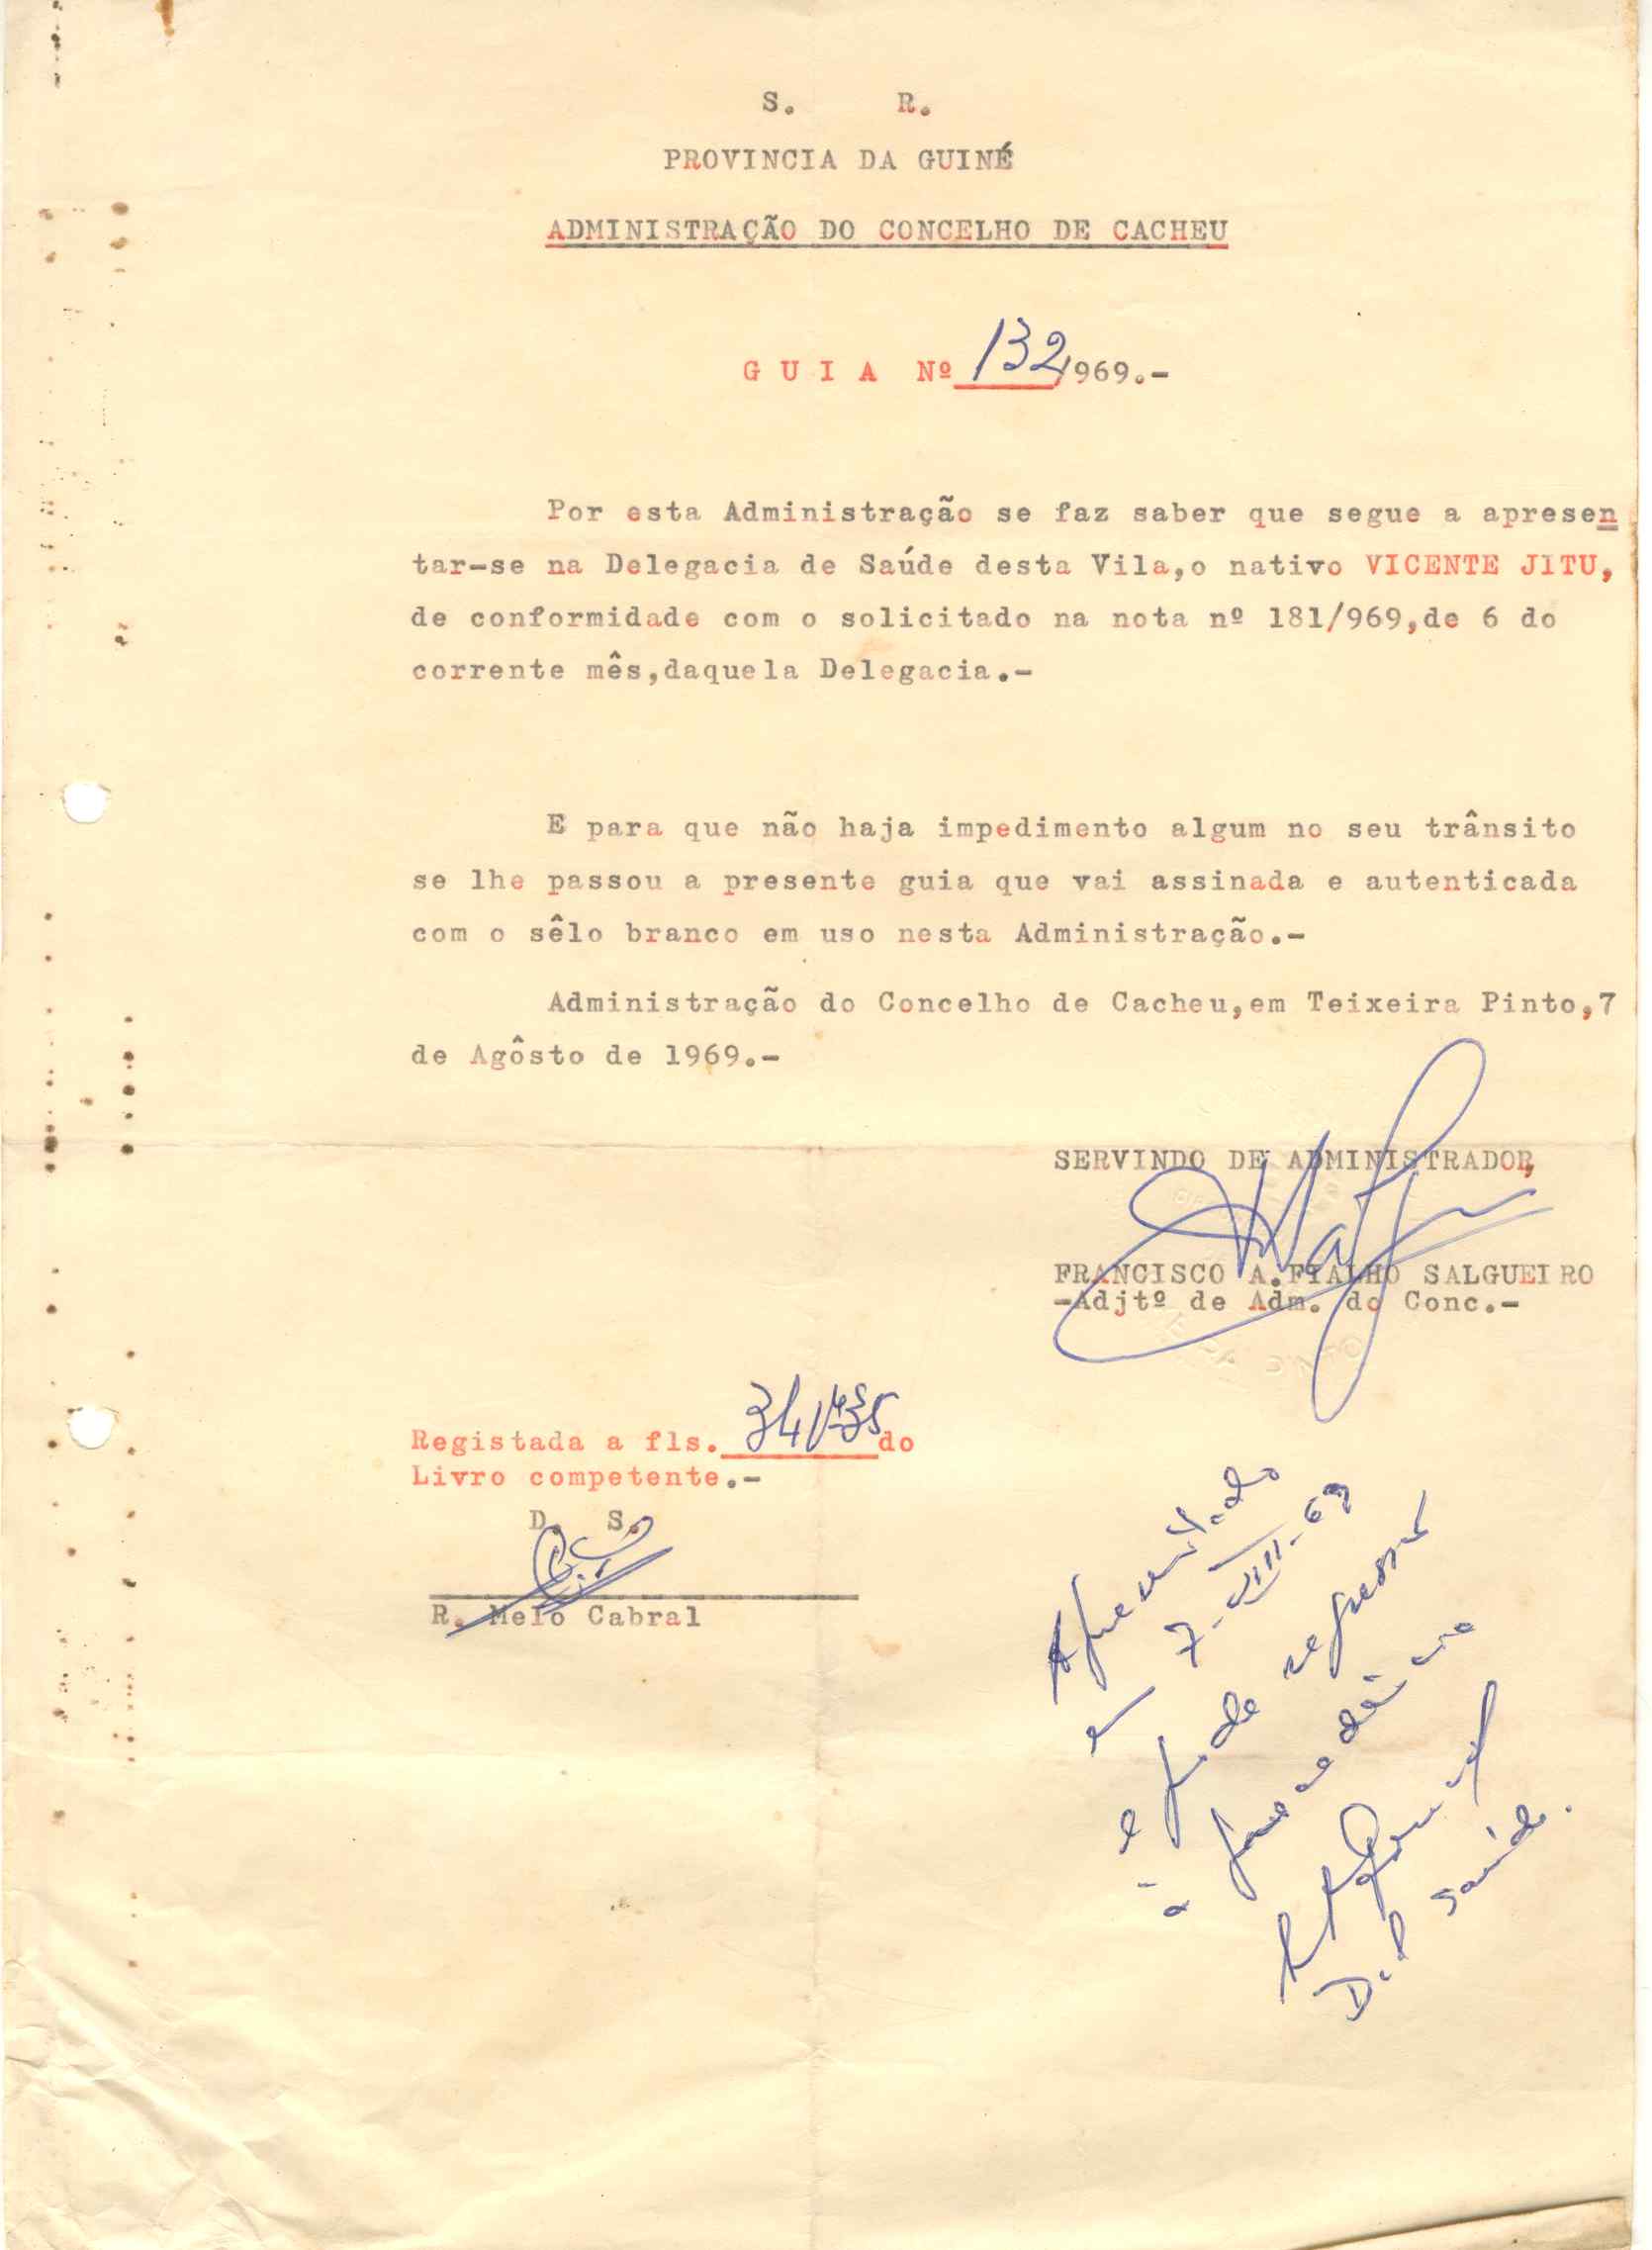 S. R.
PROVINCIA DA GUINÉ
ADMINISTRAÇÃO DO CONCELHO DE CACHEU
G U I A Nº 132/969.-
Por esta Administração se faz saber que segue a apresen
tar-se na Delegacia de Saúde desta Vila,o nativo VICENTE JITU,
de conformidade com o solicitado na nota nº 181/969,de 6 do
corrente mês,daquela Delegacia.-
E para que não haja impedimento algum no seu trânsito
se lhe passou a presente guia que vai assinada e autenticada
com o sêlo branco em uso nesta Administração.-
Administração do Concelho de Cacheu,em Teixeira Pinto,7
de Agôsto de 1969.-
SERVINDO DE ADMINISTRADOR,
FRANCISCO A.FIALHO SALGUEIRO
-Adjtº de Adm. do Conc.-
Registada a fls. do
Livro competente.-
D. S.
R. Melo Cabral
Apresentado
em 7-VIII-69
e pode regressar
à procedência
Del Saúde.